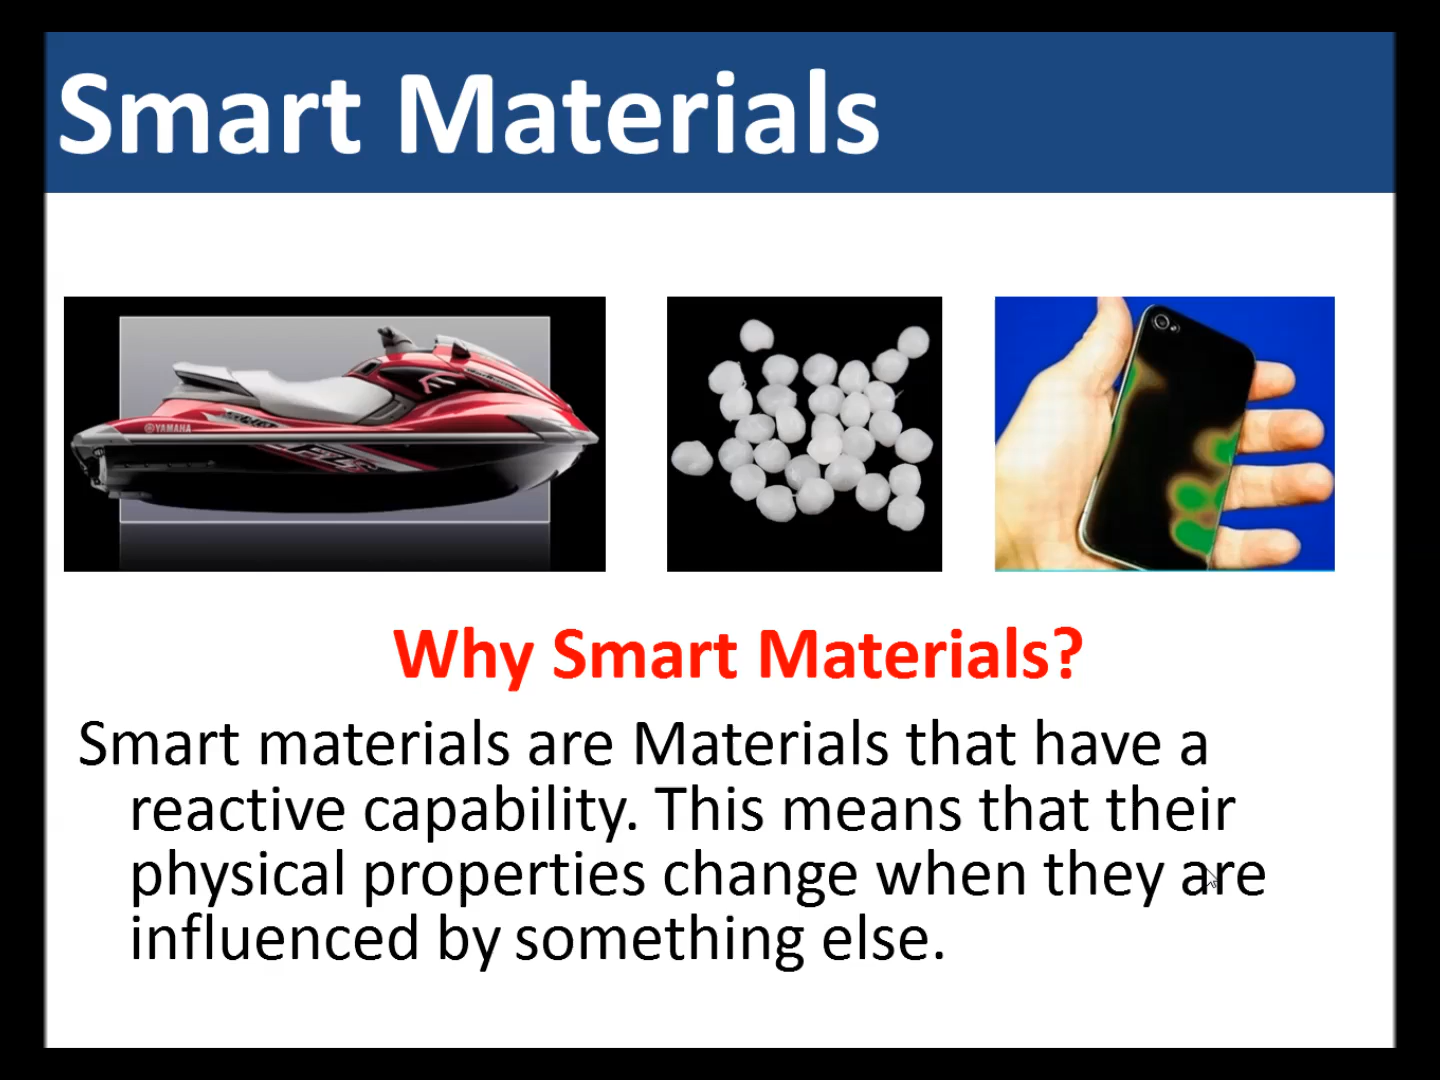 Smart Materials
YAMAHA
Why Smart Materials?
Smart materials are Materials that have a
reactive capability. This means that their
physical properties change when they are
influenced by something else.